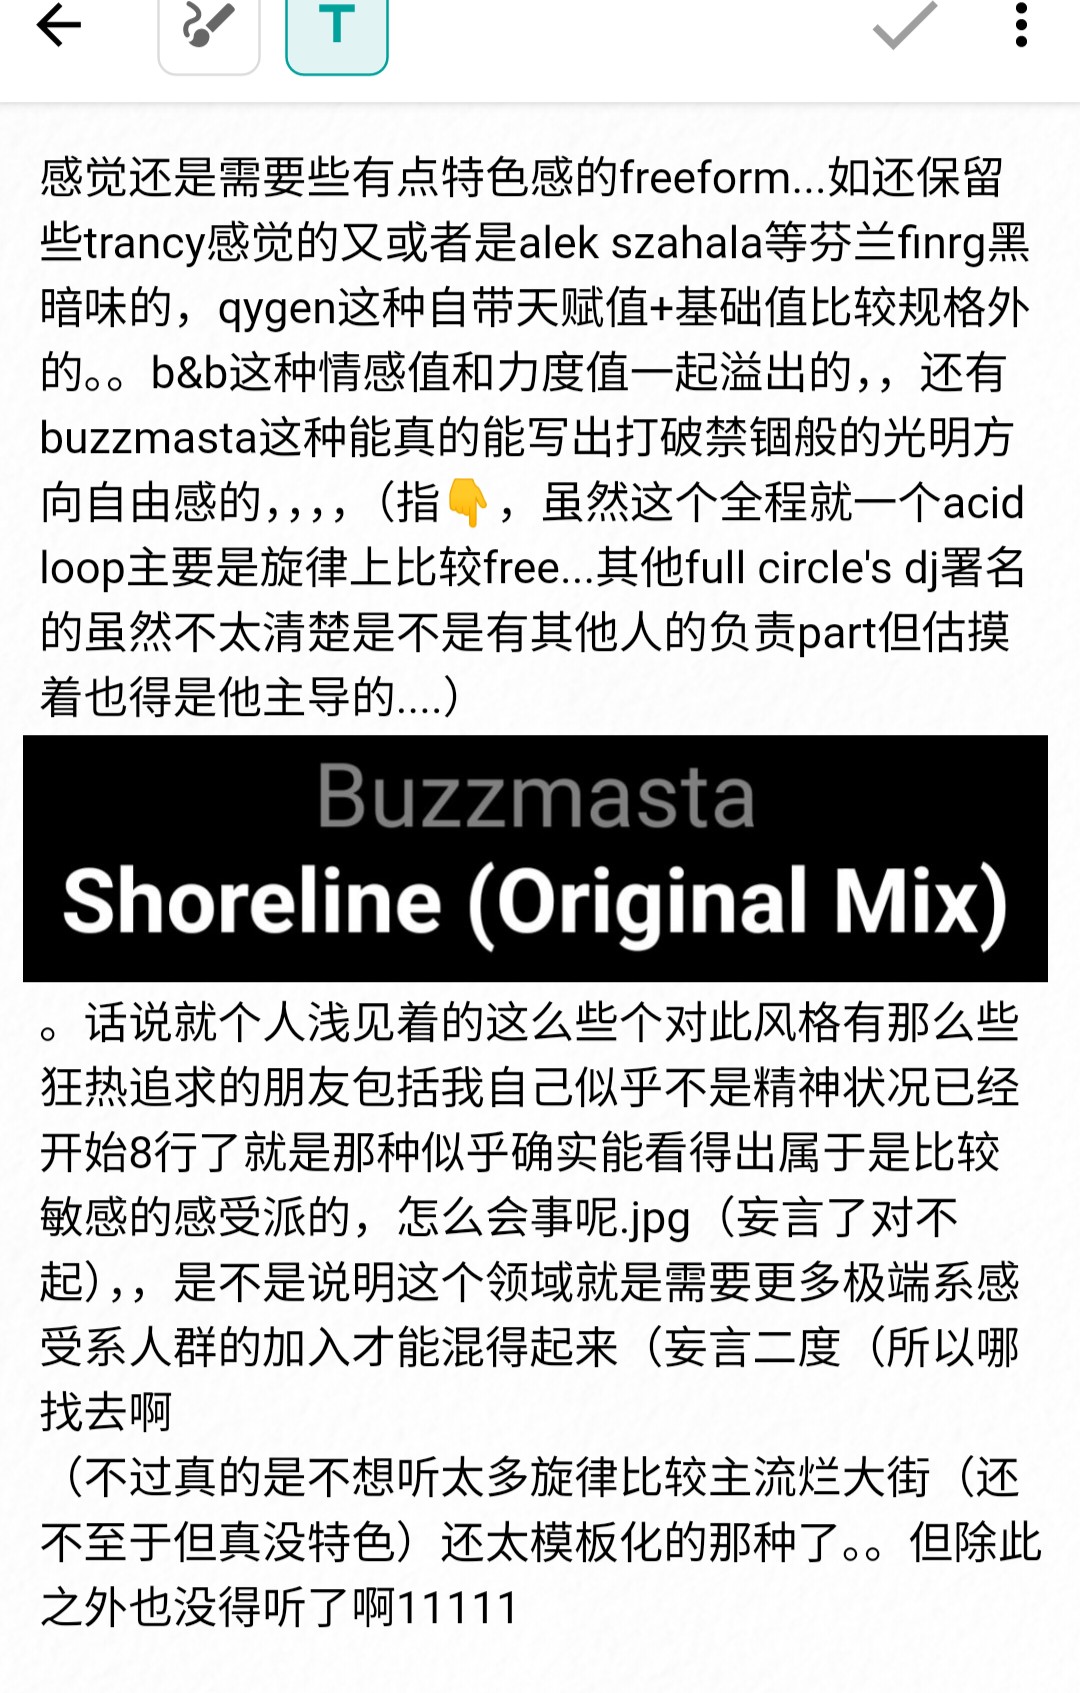 T
感觉还是需要些有点特色感的freeform...如还保留
些trancy感觉的又或者是alek szahala等芬兰finrg黑
暗味的，qygen这种自带天赋值+基础值比较规格外
的。。b&b这种情感值和力度值一起溢出的，，还有
buzzmasta这种能真的能写出打破禁锢般的光明方
向自由感的，，，，（指👇，虽然这个全程就一个acid
loop主要是旋律上比较free...其他full circle's dj署名
的虽然不太清楚是不是有其他人的负责part但估摸
着也得是他主导的....）
Buzzmasta
Shoreline (Original Mix)
。话说就个人浅见着的这么些个对此风格有那么些
狂热追求的朋友包括我自己似乎不是精神状况已经
开始8行了就是那种似乎确实能看得出属于是比较
敏感的感受派的，怎么会事呢.jpg（妄言了对不
起），，是不是说明这个领域就是需要更多极端系感
受系人群的加入才能混得起来（妄言二度（所以哪
找去啊
（不过真的是不想听太多旋律比较主流烂大街（还
不至于但真没特色）还太模板化的那种了。。但除此
之外也没得听了啊11111